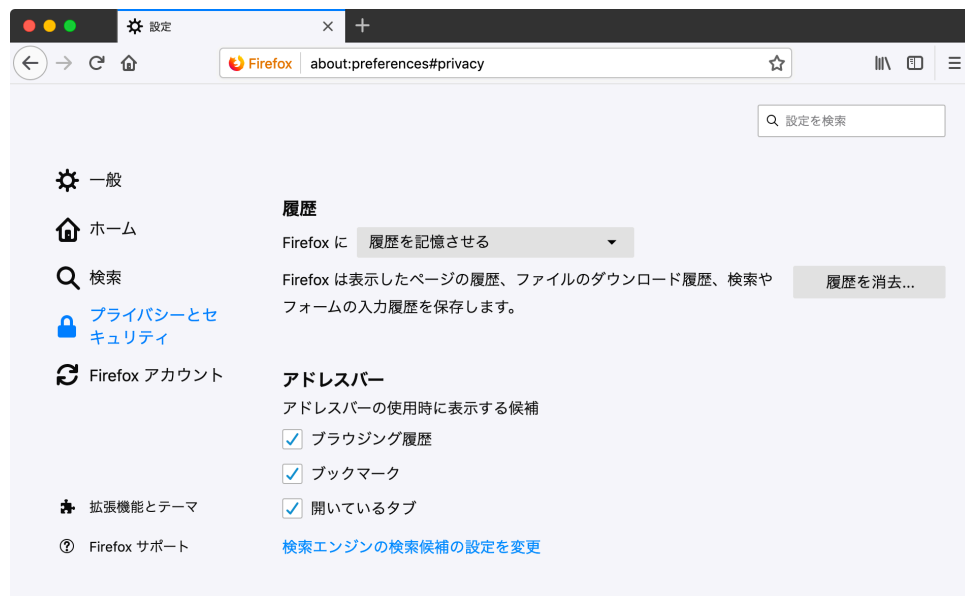 設定
Firefox about:preferences#privacy
設定を検索
一般
ホーム
検索
プライバシーとセ
キュリティ
Firefox アカウント
拡張機能とテーマ
Firefox サポート
履歴
Firefox に 履歴を記憶させる
Firefox は表示したページの履歴、ファイルのダウンロード履歴、検索や
フォームの入力履歴を保存します。
履歴を消去...
アドレスバー
アドレスバーの使用時に表示する候補
ブラウジング履歴
ブックマーク
開いているタブ
検索エンジンの検索候補の設定を変更